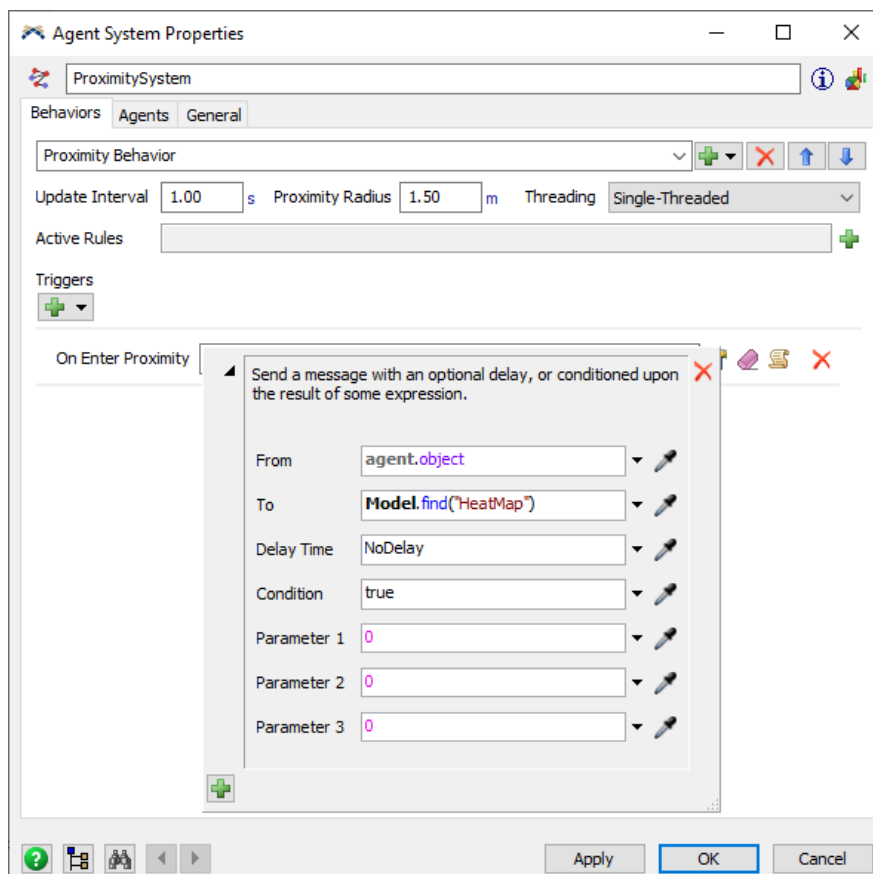 Agent System Properties
ProximitySystem
Behaviors Agents General
Proximity Behavior
Update Interval 1.00 s Proximity Radius 1.50 m Threading Single-Threaded
Active Rules
Triggers
On Enter Proximity
Send a message with an optional delay, or conditioned upon
the result of some expression.
From agent.object
To Model.find("HeatMap")
Delay Time NoDelay
Condition true
Parameter 1 0
Parameter 2 0
Parameter 3 0
Apply OK Cancel